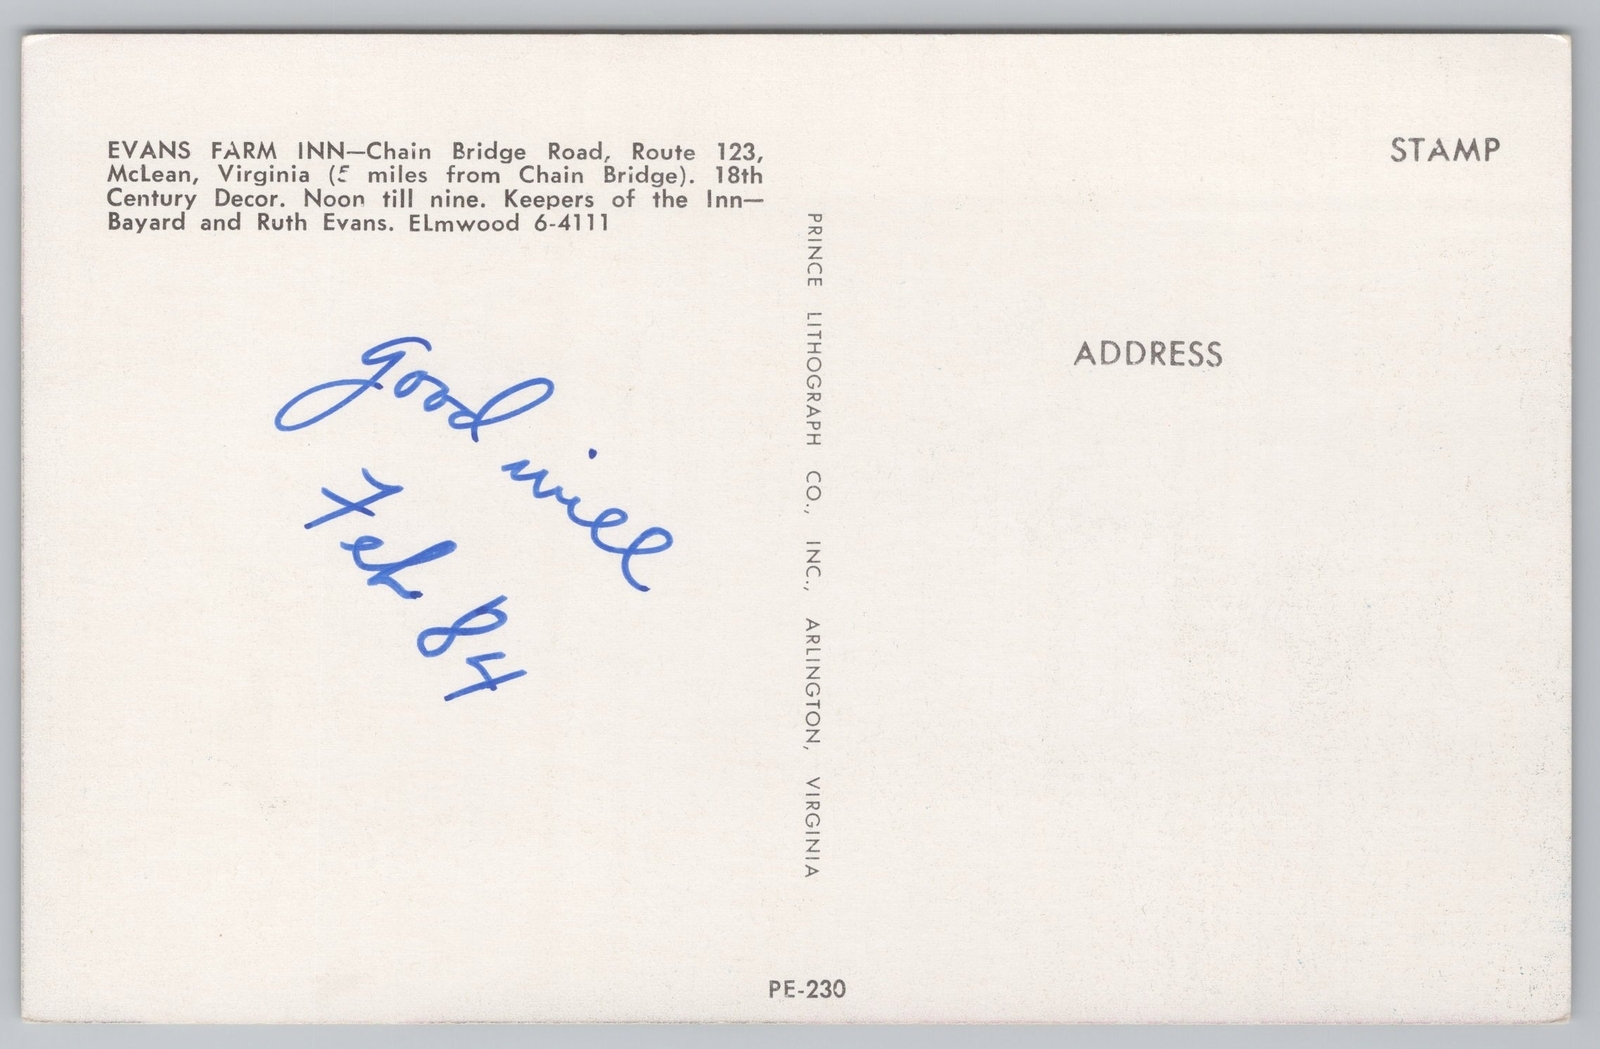 EVANS FARM INN—Chain Bridge Road, Route 123,
McLean, Virginia (5 miles from Chain Bridge). 18th
Century Decor. Noon till nine. Keepers of the Inn—
Bayard and Ruth Evans. ELmwood 6-4111
Good will
Feb 84
PRINCE LITHOGRAPH CO., INC., ARLINGTON, VIRGINIA
STAMP
ADDRESS
PE-230